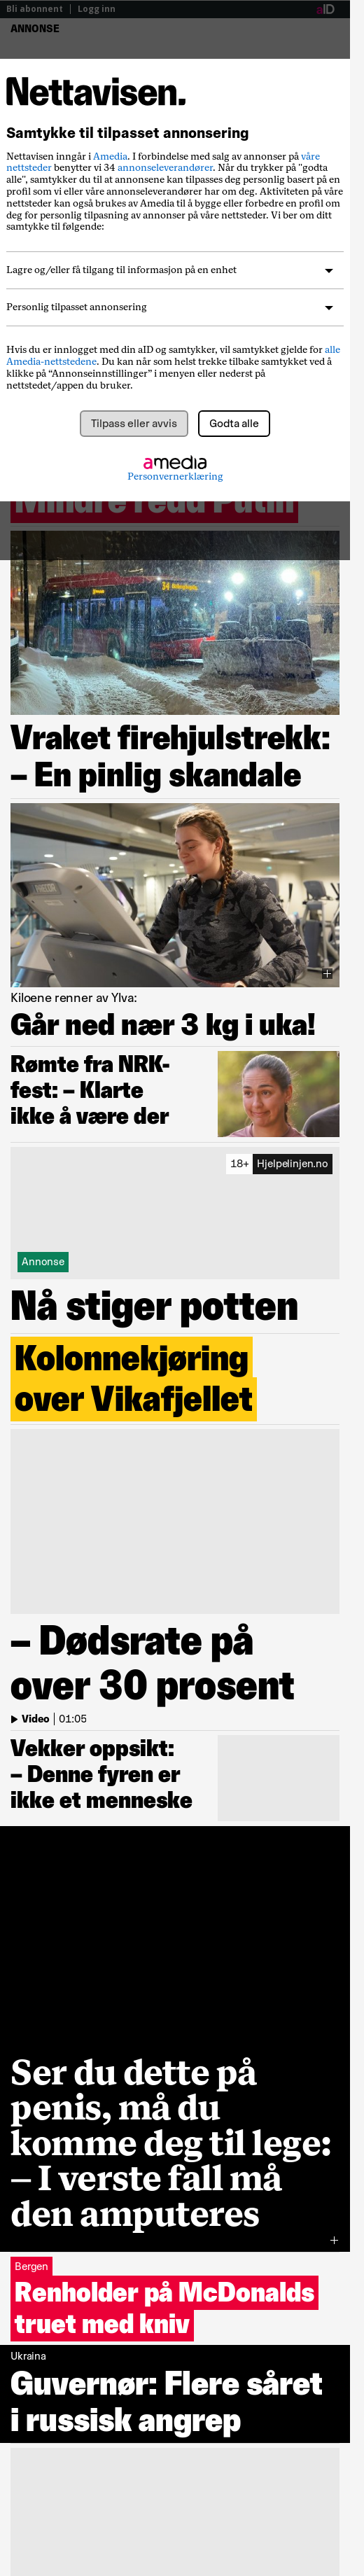 Bli abonnent | Logg inn aID
ANNONSE
Nettavisen.
Samtykke til tilpasset annonsering
Nettavisen inngår i Amedia. I forbindelse med salg av annonser på våre
nettsteder benytter vi 34 annonseleverandører. Når du trykker på "godta
alle", samtykker du til at annonsene kan tilpasses deg personlig basert på en
profil som vi eller våre annonseleverandører har om deg. Aktiviteten på våre
nettsteder kan også brukes av Amedia til å bygge eller forbedre en profil om
deg for personlig tilpasning av annonser på våre nettsteder. Vi ber om ditt
samtykke til følgende:
Lagre og/eller få tilgang til informasjon på en enhet
Personlig tilpasset annonsering
Hvis du er innlogget med din aID og samtykker, vil samtykket gjelde for alle
Amedia-nettstedene. Du kan når som helst trekke tilbake samtykket ved å
klikke på “Annonseinnstillinger” i menyen eller nederst på
nettstedet/appen du bruker.
Tilpass eller avvis
Godta alle
amedia
Personvernerklæring
Mindre redd Putin
34
Vraket firehjulstrekk:
– En pinlig skandale
PRECOR
Kiloene renner av Ylva:
Går ned nær 3 kg i uka!
Rømte fra NRK-
fest: – Klarte
ikke å være der
18+ Hjelpelinjen.no
Annonse
Nå stiger potten
Kolonnekjøring
over Vikafjellet
– Dødsrate på
over 30 prosent
Video | 01:05
Vekker oppsikt:
– Denne fyren er
ikke et menneske
Ser du dette på
penis, må du
komme deg til lege:
– I verste fall må
den amputeres
Bergen
Renholder på McDonalds
truet med kniv
Ukraina
Guvernør: Flere såret
i russisk angrep